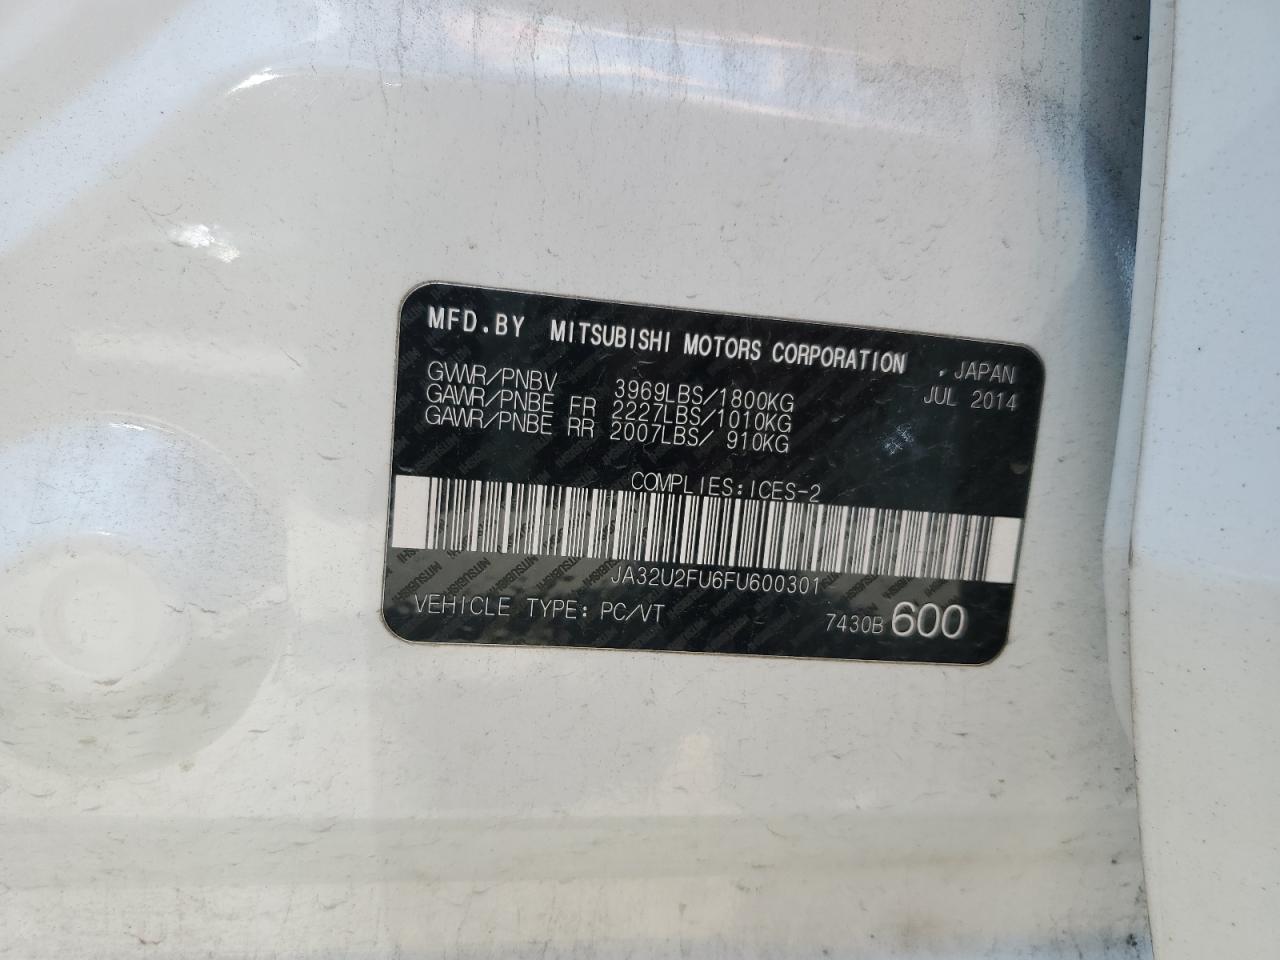 MFD.BY MITSUBISHI MOTORS CORPORATION JAPAN
GVWR/PNBV 3969LBS/1800KG JUL 2014
GAWR/PNBE FR 2227LBS/1010KG
GAWR/PNBE RR 2007LBS/ 910KG
COMPLIES:ICES-2
JA32U2FU6FU600301
VEHICLE TYPE: PC/VT 7430B 600